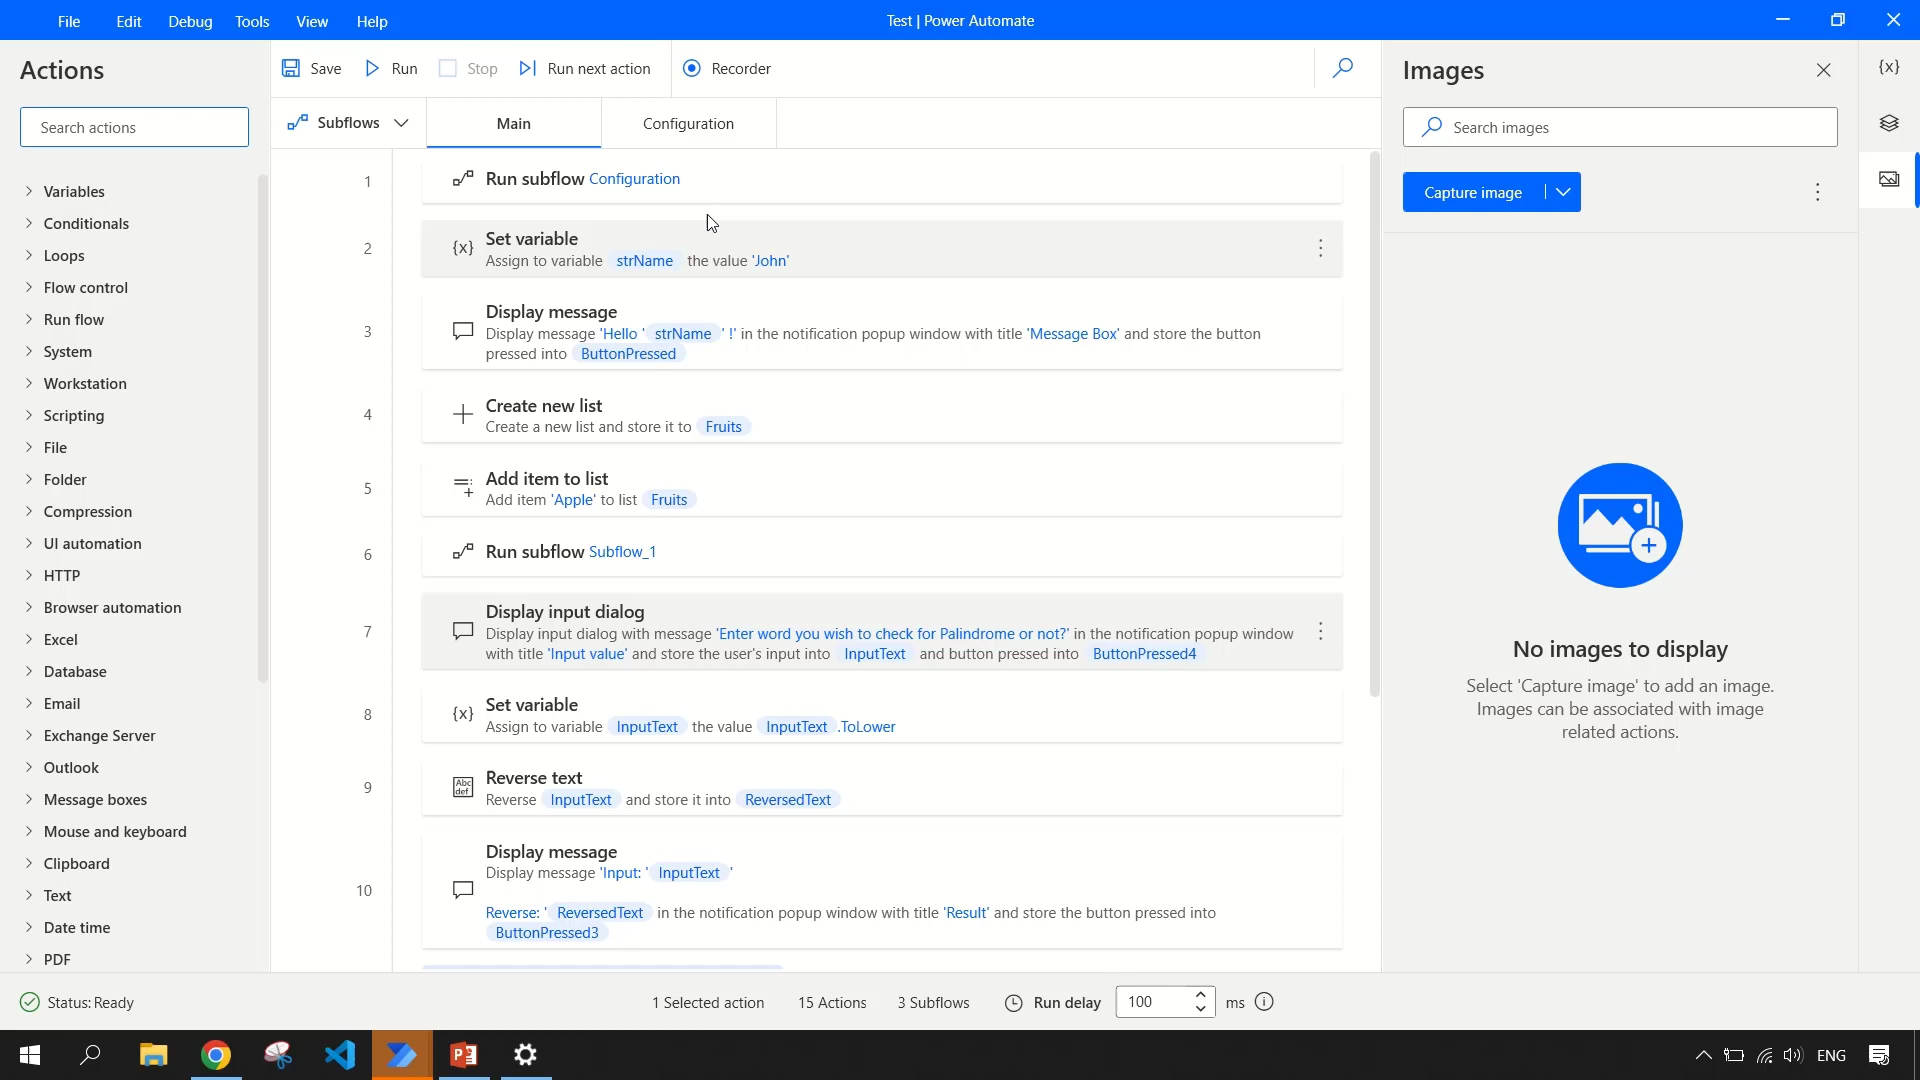 File Edit Debug Tools View Help
Test | Power Automate
Actions
Search actions
Variables
Conditionals
Loops
Flow control
Run flow
System
Workstation
Scripting
File
Folder
Compression
UI automation
HTTP
Browser automation
Excel
Database
Email
Exchange Server
Outlook
Message boxes
Mouse and keyboard
Clipboard
Text
Date time
PDF
Save Run Stop Run next action Recorder
Subflows Main Configuration
1 Run subflow Configuration
2 {x} Set variable
Assign to variable strName the value 'John'
3 Display message
Display message 'Hello ' strName ' !' in the notification popup window with title 'Message Box' and store the button
pressed into ButtonPressed
4 Create new list
Create a new list and store it to Fruits
5 Add item to list
Add item 'Apple' to list Fruits
6 Run subflow Subflow_1
7 Display input dialog
Display input dialog with message 'Enter word you wish to check for Palindrome or not?' in the notification popup window
with title 'Input value' and store the user's input into InputText and button pressed into ButtonPressed4
8 {x} Set variable
Assign to variable InputText the value InputText .ToLower
9 Abc def Reverse text
Reverse InputText and store it into ReversedText
10 Display message
Display message 'Input: ' InputText '
Reverse: ' ReversedText in the notification popup window with title 'Result' and store the button pressed into
ButtonPressed3
Images
Search images
Capture image
No images to display
Select 'Capture image' to add an image.
Images can be associated with image
related actions.
{x}
Status: Ready
1 Selected action 15 Actions 3 Subflows Run delay 100 ms
P
ENG